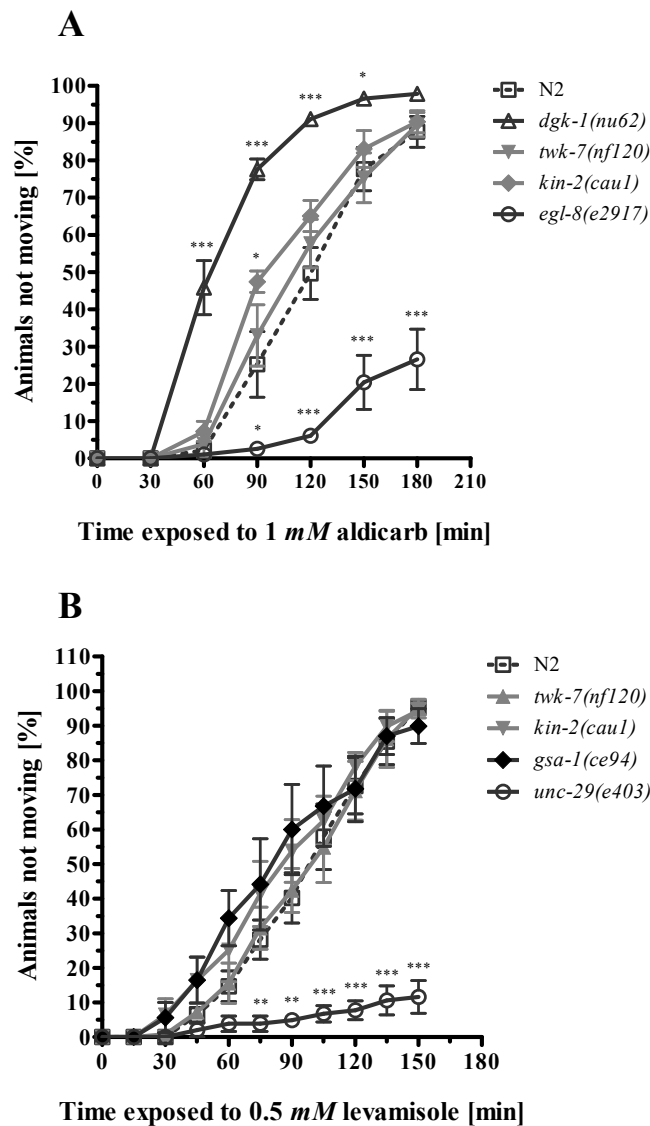 A
100
90
80
70
60
50
40
30
20
10
0
Animals not moving [%]
*** *** *** *
* * *** *** ***
N2
dgk-1(nu62)
twk-7(nf120)
kin-2(cau1)
egl-8(e2917)
0 30 60 90 120 150 180 210
Time exposed to 1 mM aldicarb [min]
B
110
100
90
80
70
60
50
40
30
20
10
0
Animals not moving [%]
** ** *** *** *** ***
N2
twk-7(nf120)
kin-2(cau1)
gsa-1(ce94)
unc-29(e403)
0 30 60 90 120 150 180
Time exposed to 0.5 mM levamisole [min]